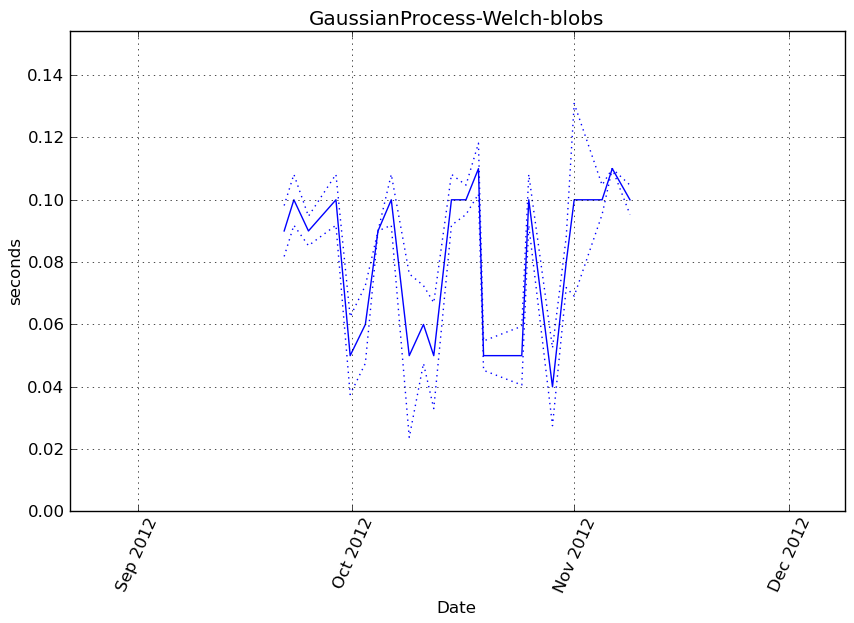 GaussianProcess-Welch-blobs
0.14
0.12
0.10
0.08
0.06
0.04
0.02
0.00
seconds
Sep 2012
Oct 2012
Nov 2012
Dec 2012
Date